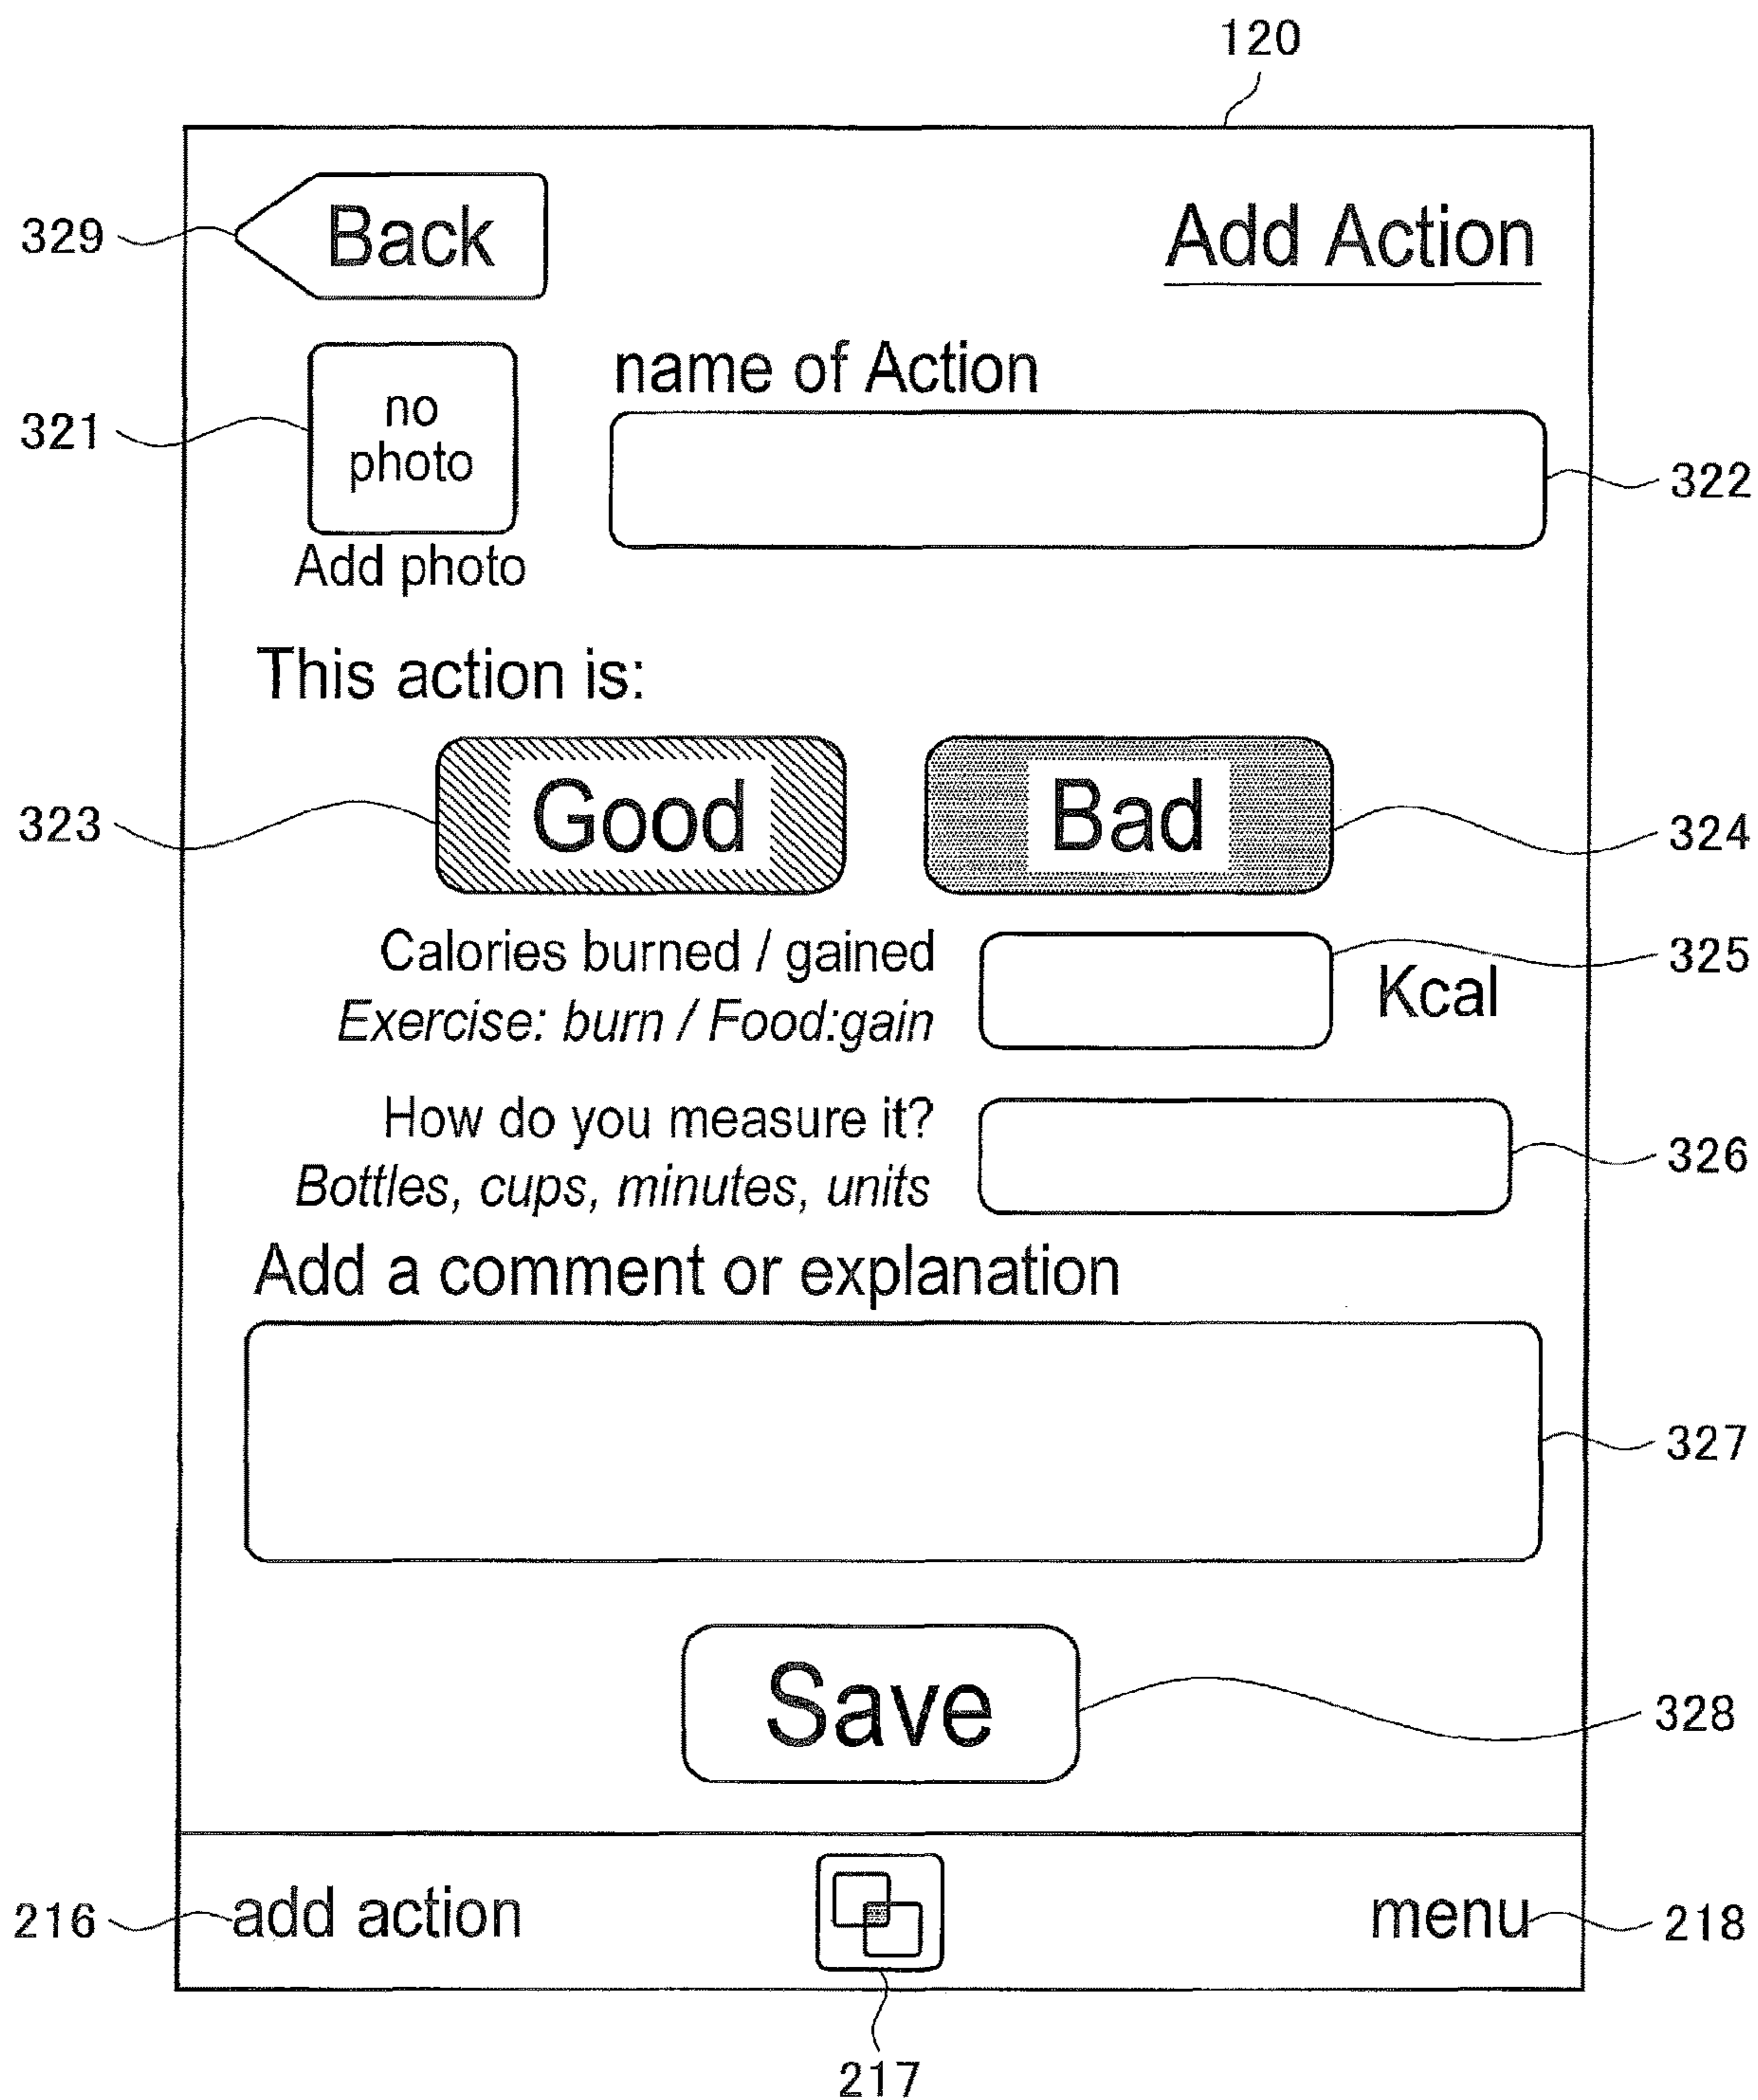 120
329
Back
Add Action
321
no
photo
Add photo
name of Action
322
This action is:
323
Good
Bad
324
Calories burned / gained
Exercise: burn / Food:gain
325
Kcal
How do you measure it?
Bottles, cups, minutes, units
326
Add a comment or explanation
327
Save
328
216
add action
menu
218
217